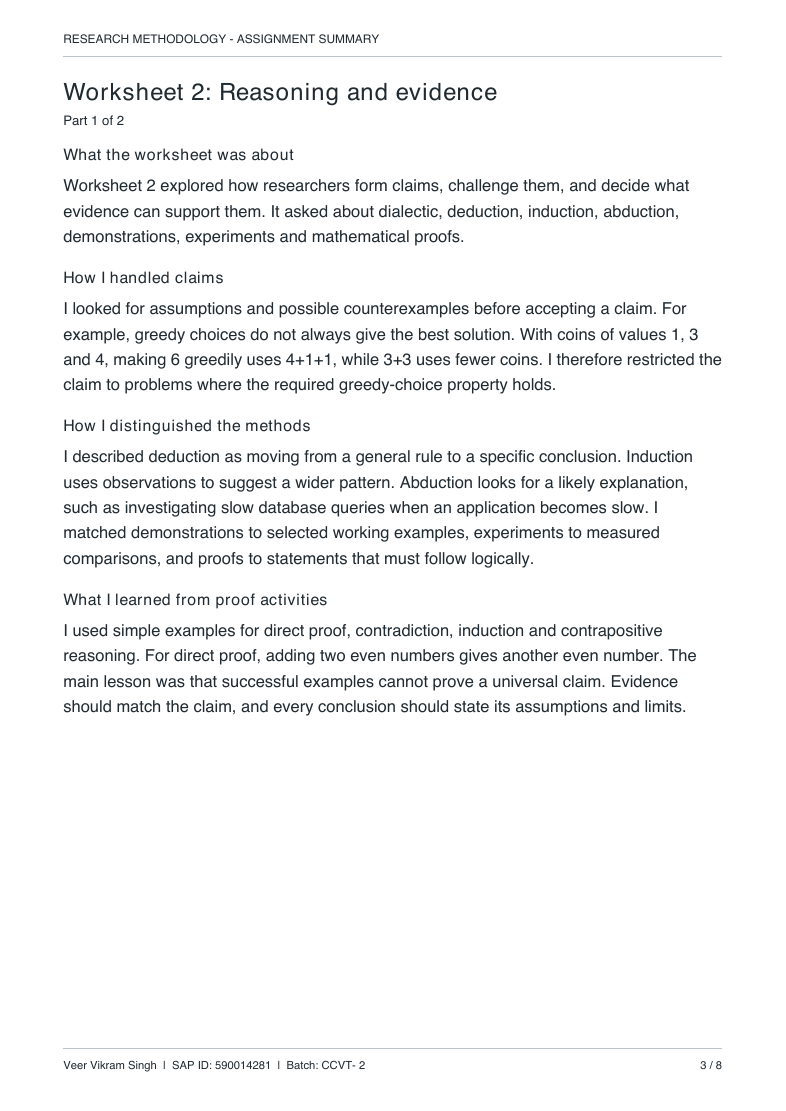 RESEARCH METHODOLOGY - ASSIGNMENT SUMMARY
Worksheet 2: Reasoning and evidence
Part 1 of 2
What the worksheet was about
Worksheet 2 explored how researchers form claims, challenge them, and decide what
evidence can support them. It asked about dialectic, deduction, induction, abduction,
demonstrations, experiments and mathematical proofs.
How I handled claims
I looked for assumptions and possible counterexamples before accepting a claim. For
example, greedy choices do not always give the best solution. With coins of values 1, 3
and 4, making 6 greedily uses 4+1+1, while 3+3 uses fewer coins. I therefore restricted the
claim to problems where the required greedy-choice property holds.
How I distinguished the methods
I described deduction as moving from a general rule to a specific conclusion. Induction
uses observations to suggest a wider pattern. Abduction looks for a likely explanation,
such as investigating slow database queries when an application becomes slow. I
matched demonstrations to selected working examples, experiments to measured
comparisons, and proofs to statements that must follow logically.
What I learned from proof activities
I used simple examples for direct proof, contradiction, induction and contrapositive
reasoning. For direct proof, adding two even numbers gives another even number. The
main lesson was that successful examples cannot prove a universal claim. Evidence
should match the claim, and every conclusion should state its assumptions and limits.
Veer Vikram Singh | SAP ID: 590014281 | Batch: CCVT- 2
3 / 8